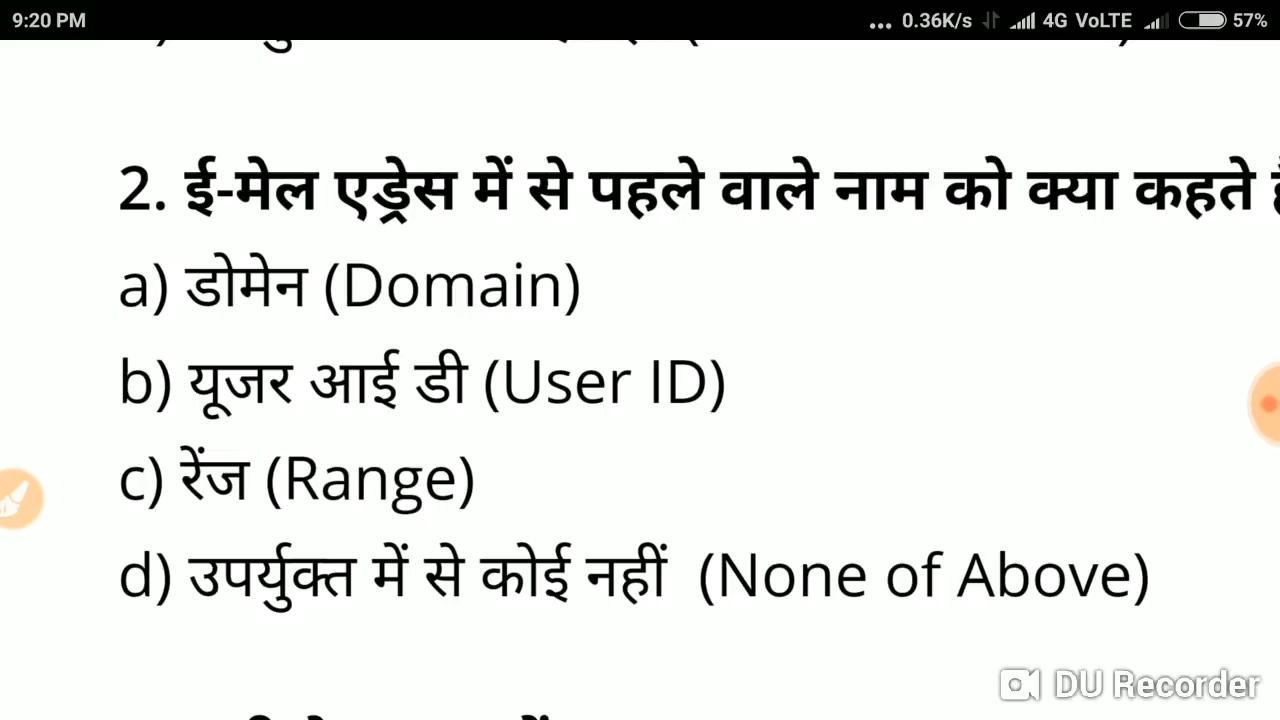 9:20 PM
... 0.36K/s 4G VoLTE 57%
2. ई-मेल एड्रेस में से पहले वाले नाम को क्या कहते
a) डोमेन (Domain)
b) यूजर आई डी (User ID)
c) रेंज (Range)
d) उपर्युक्त में से कोई नहीं (None of Above)
DU Recorder